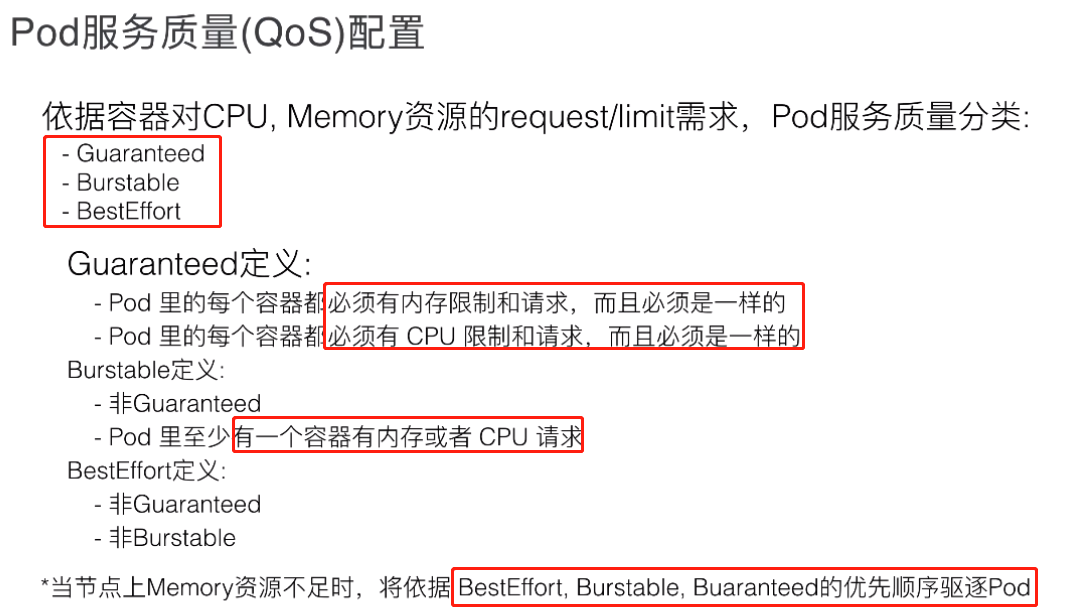 Pod服务质量(QoS)配置
依据容器对CPU, Memory资源的request/limit需求，Pod服务质量分类:
- Guaranteed
- Burstable
- BestEffort
Guaranteed定义:
- Pod 里的每个容器都必须有内存限制和请求，而且必须是一样的
- Pod 里的每个容器都必须有 CPU 限制和请求，而且必须是一样的
Burstable定义:
- 非Guaranteed
- Pod 里至少有一个容器有内存或者 CPU 请求
BestEffort定义:
- 非Guaranteed
- 非Burstable
*当节点上Memory资源不足时，将依据 BestEffort, Burstable, Buaranteed的优先顺序驱逐Pod